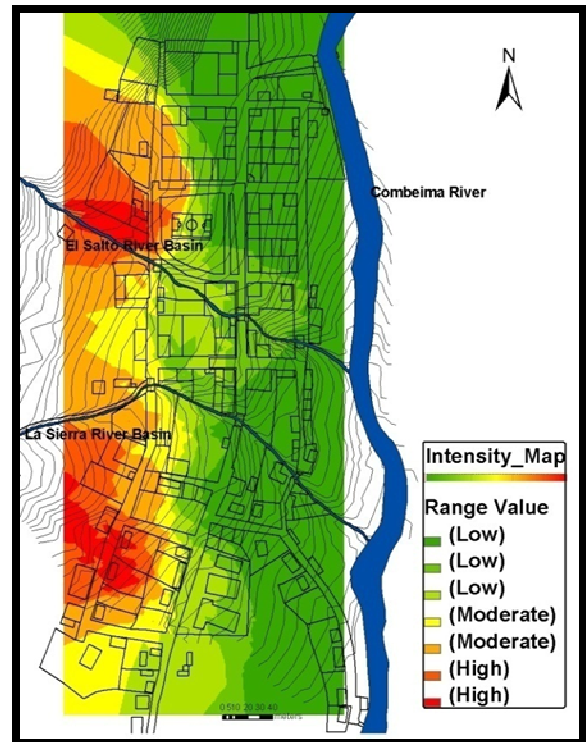 N
Combeima River
El Salto River Basin
La Sierra River Basin
Intensity_Map
Range Value
(Low)
(Low)
(Low)
(Moderate)
(Moderate)
(High)
(High)
meters